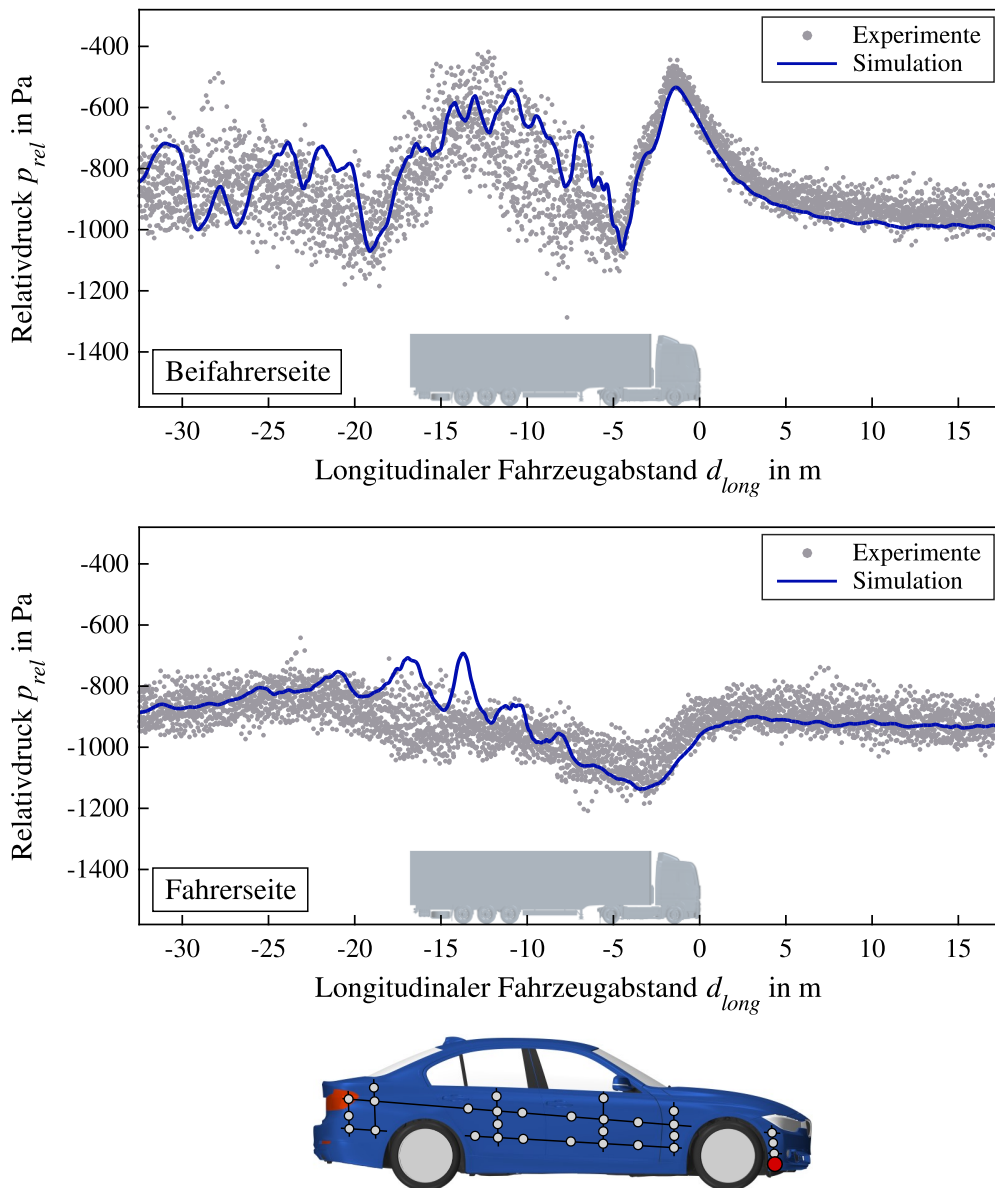 -400
-600
-800
-1000
-1200
-1400
Relativdruck p_rel in Pa
Experimente
Simulation
Beifahrerseite
-30 -25 -20 -15 -10 -5 0 5 10 15
Longitudinaler Fahrzeugabstand d_long in m
-400
-600
-800
-1000
-1200
-1400
Relativdruck p_rel in Pa
Experimente
Simulation
Fahrerseite
-30 -25 -20 -15 -10 -5 0 5 10 15
Longitudinaler Fahrzeugabstand d_long in m